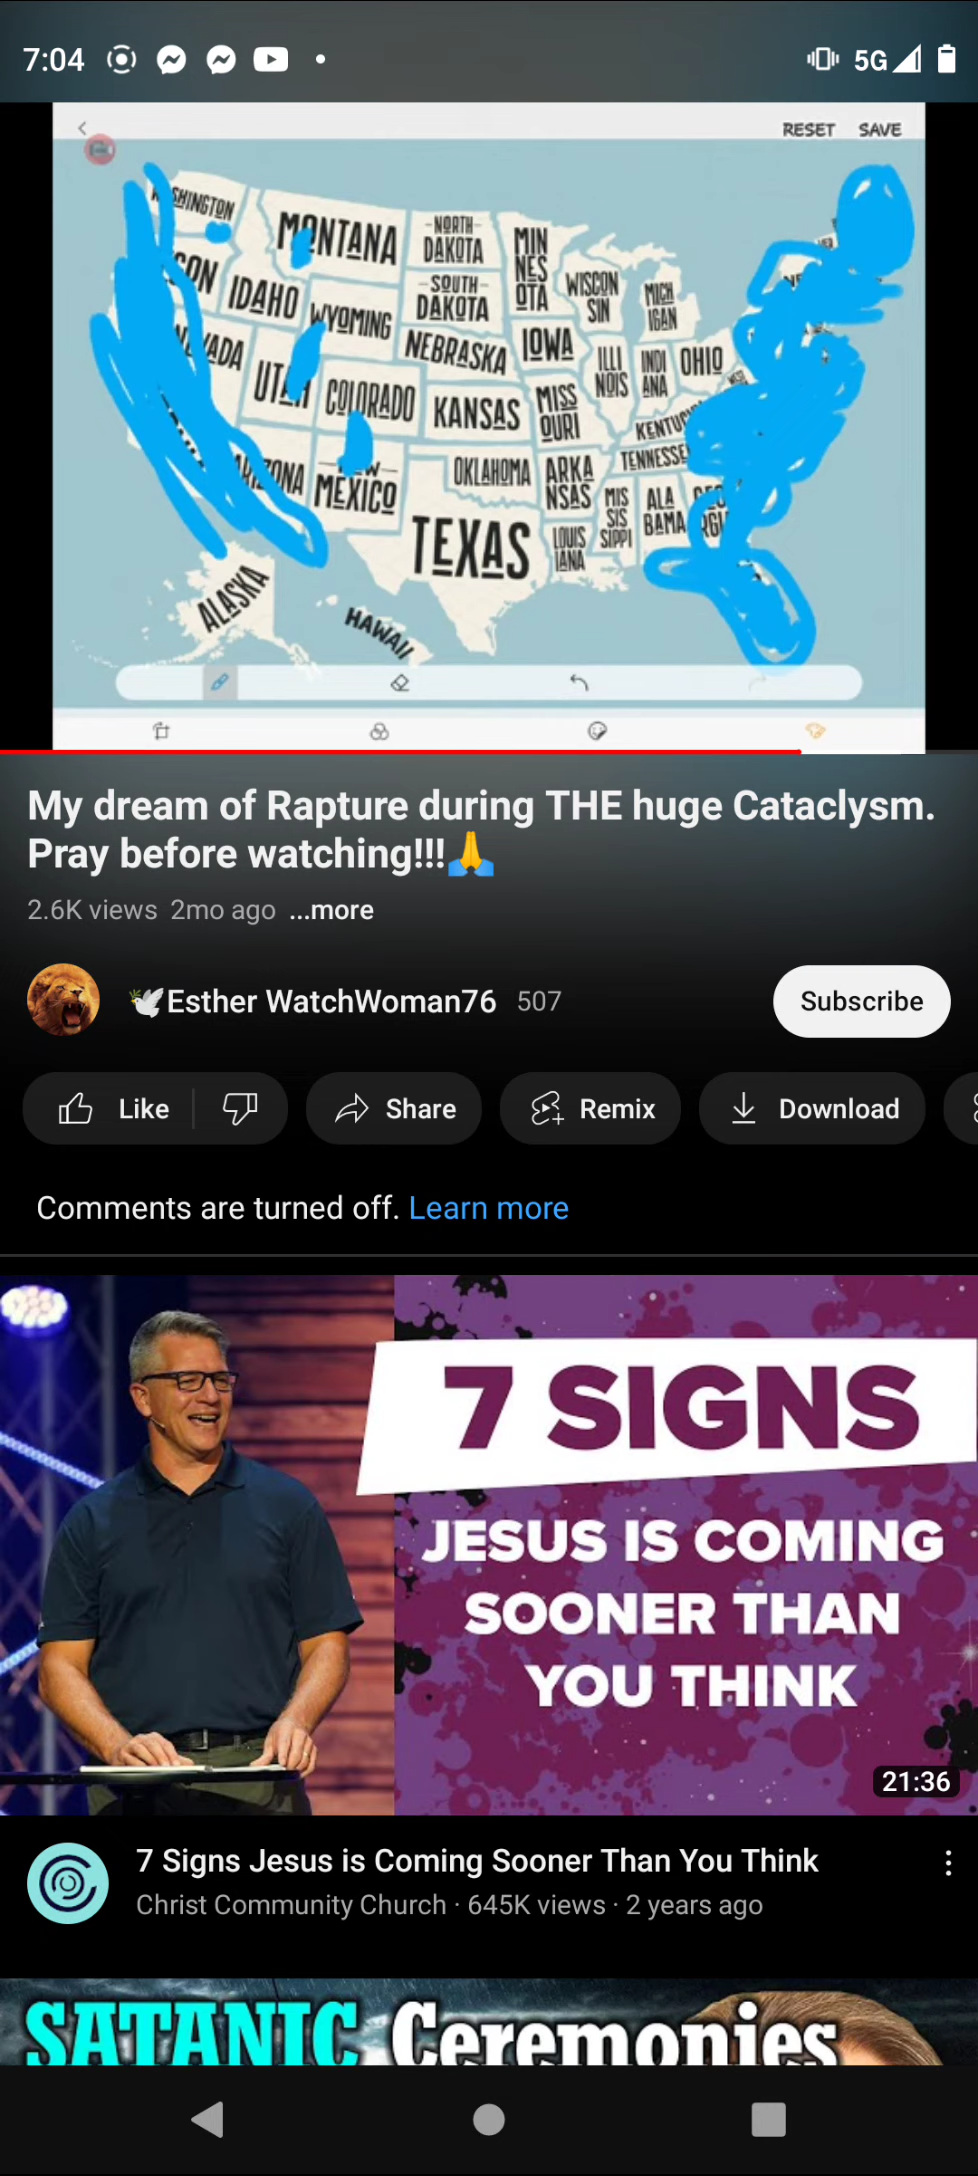 7:04
5G
RESET SAVE
SHINGTON
MONTANA
NORTH DAKOTA
MIN NES OTA
IDAHO
WYOMING
SOUTH DAKOTA
WISCON SIN
MICH IGAN
NEBRASKA
IOWA
ILLI NOIS
INDI ANA
OHIO
COLORADO
KANSAS
MISS OURI
TENNESSE
MEXICO
OKLAHOMA
ARKA NSAS
MIS SIS SIPPI
ALA BAMA
TEXAS
LOUIS IANA
ALASKA
HAWAII
My dream of Rapture during THE huge Cataclysm.
Pray before watching!!!🙏
2.6K views 2mo ago ...more
🕊Esther WatchWoman76 507
Subscribe
Like Share Remix Download
Comments are turned off. Learn more
7 SIGNS
JESUS IS COMING
SOONER THAN
YOU THINK
21:36
7 Signs Jesus is Coming Sooner Than You Think
Christ Community Church · 645K views · 2 years ago
SATANIC Ceremonies